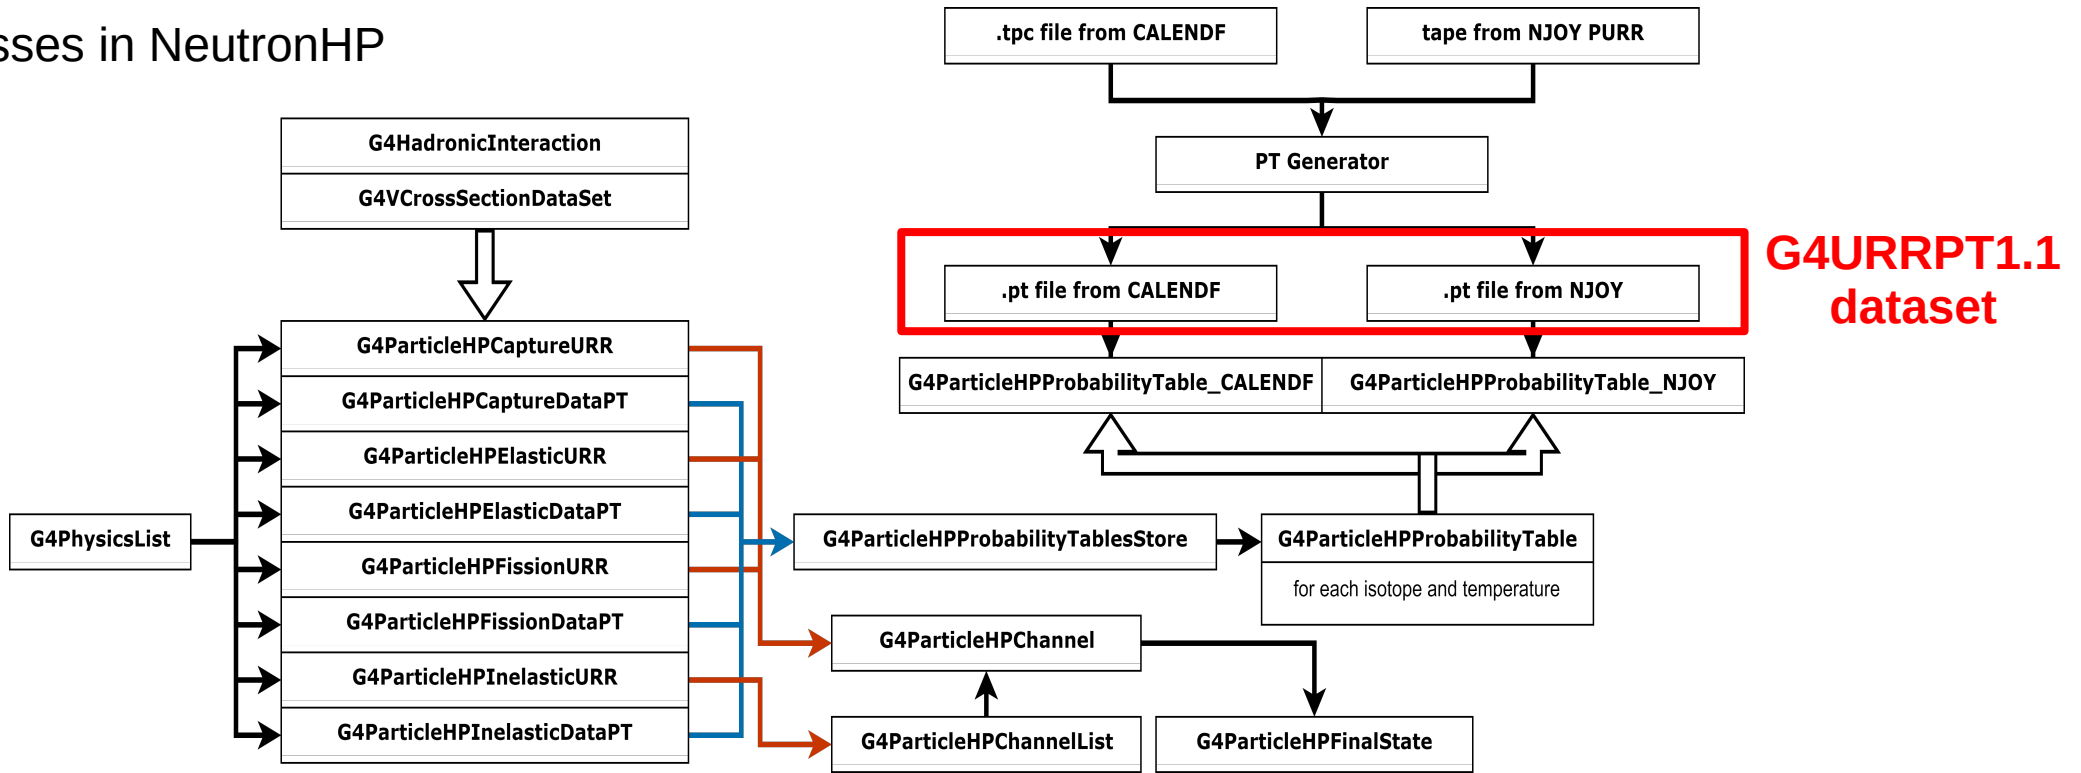 sses in NeutronHP
.tpc file from CALENDF
tape from NJOY PURR
PT Generator
.pt file from CALENDF
.pt file from NJOY
G4URRPT1.1
dataset
G4ParticleHPProbabilityTable_CALENDF
G4ParticleHPProbabilityTable_NJOY
G4HadronicInteraction
G4VCrossSectionDataSet
G4ParticleHPCaptureURR
G4ParticleHPCaptureDataPT
G4ParticleHPElasticURR
G4ParticleHPElasticDataPT
G4ParticleHPFissionURR
G4ParticleHPFissionDataPT
G4ParticleHPInelasticURR
G4ParticleHPInelasticDataPT
G4PhysicsList
G4ParticleHPProbabilityTablesStore
G4ParticleHPProbabilityTable
for each isotope and temperature
G4ParticleHPChannel
G4ParticleHPChannelList
G4ParticleHPFinalState